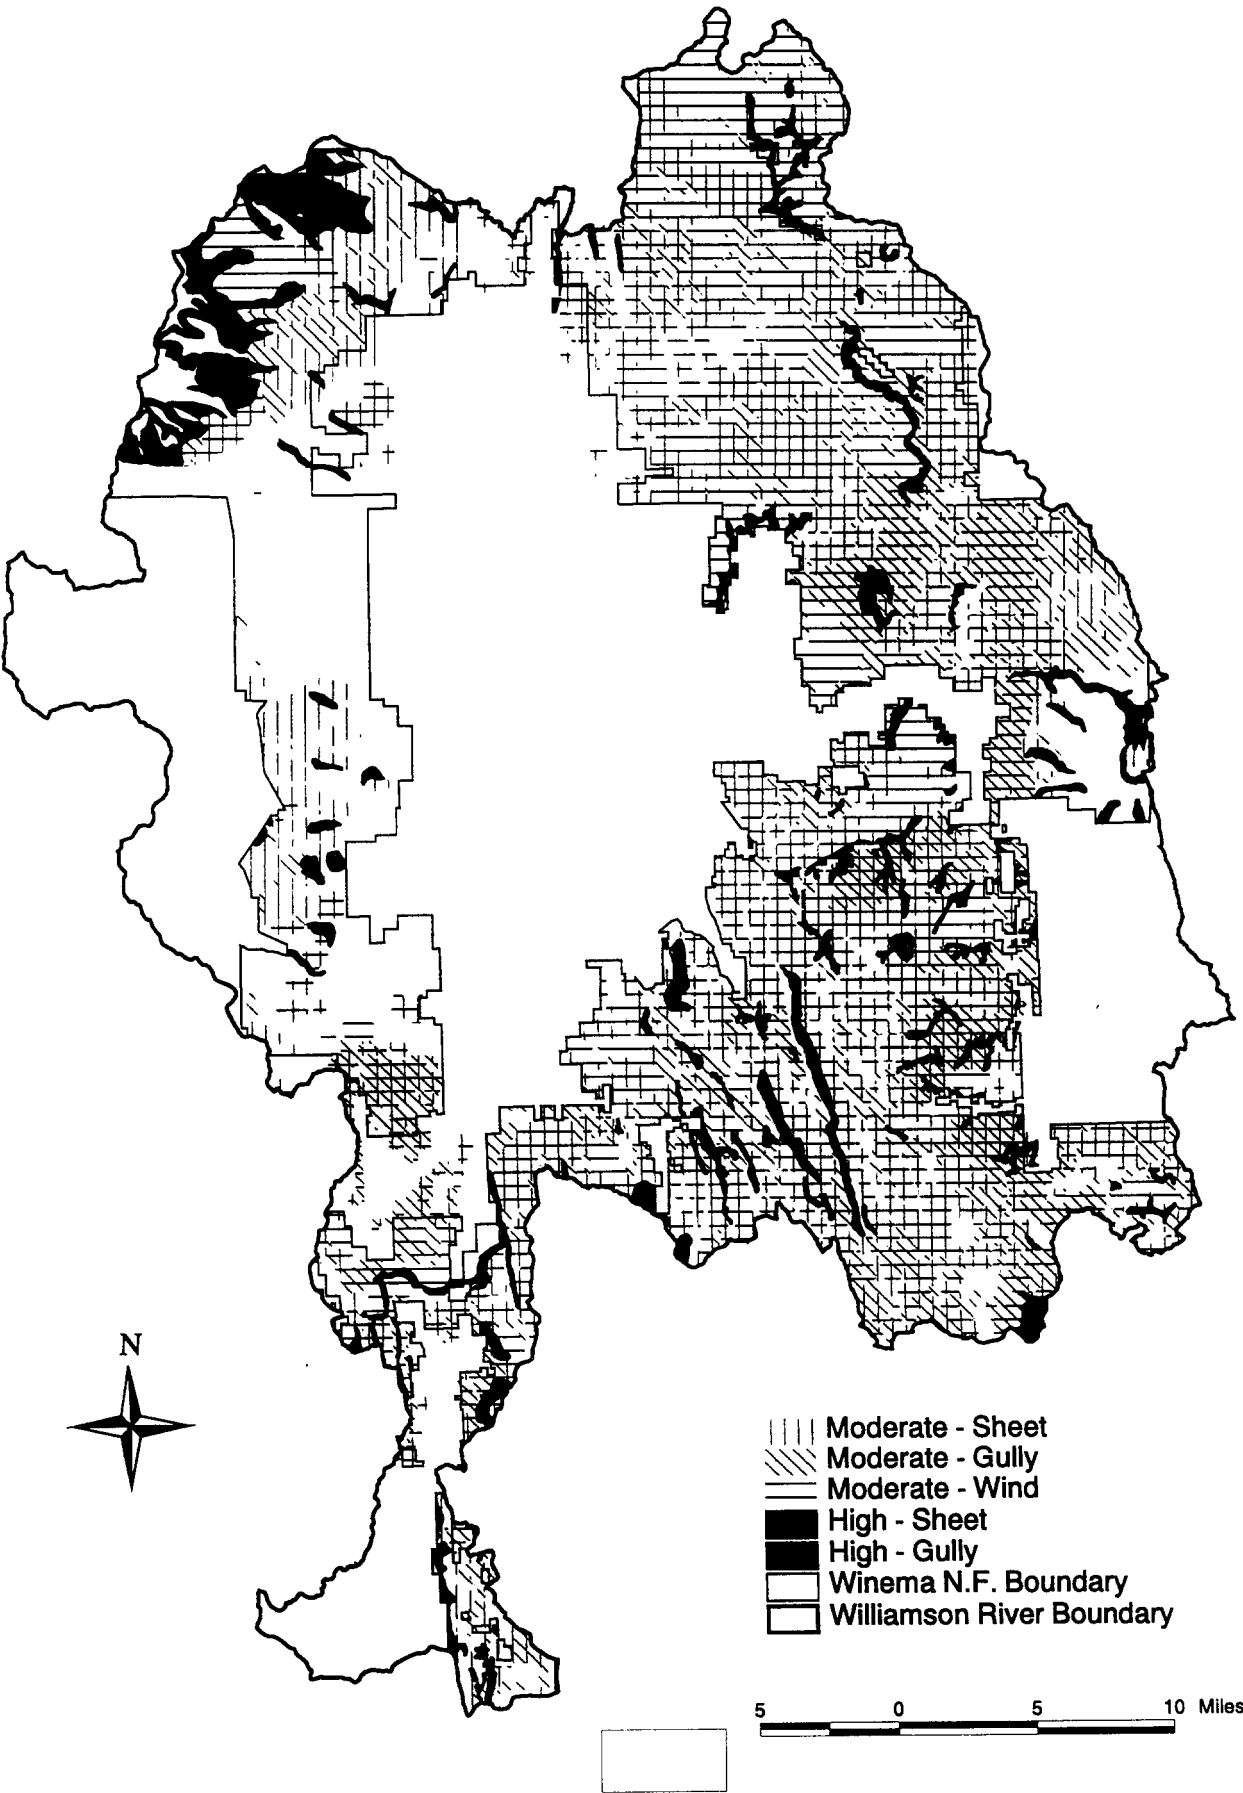 N
Moderate - Sheet
Moderate - Gully
Moderate - Wind
High - Sheet
High - Gully
Winema N.F. Boundary
Williamson River Boundary
5 0 5 10 Miles